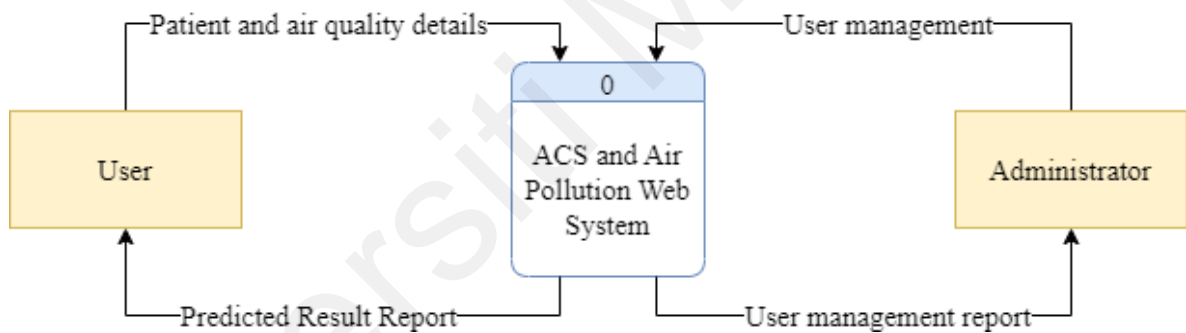 Patient and air quality details
User management
0
User
ACS and Air
Pollution Web
System
Administrator
Predicted Result Report
User management report